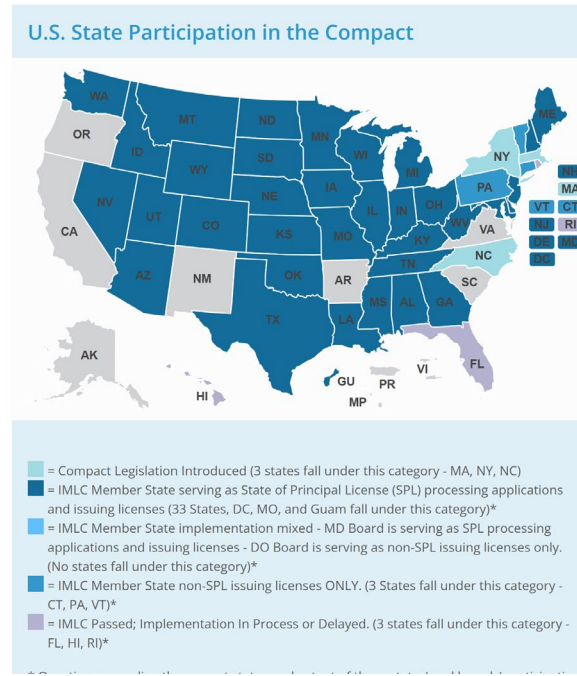 U.S. State Participation in the Compact
WA
MT
ND
MN
ME
OR
ID
SD
WI
MI
NY
WY
NH
MA
IA
NE
PA
VT
CT
NV
UT
CO
IL
IN
OH
WV
NJ
RI
CA
KS
MO
KY
VA
DE
MD
DC
AZ
NM
OK
AR
TN
NC
SC
TX
LA
MS
AL
GA
AK
HI
GU
PR
VI
FL
MP
= Compact Legislation Introduced (3 states fall under this category - MA, NY, NC)
= IMLC Member State serving as State of Principal License (SPL) processing applications
and issuing licenses (33 States, DC, MO, and Guam fall under this category)*
= IMLC Member State implementation mixed - MD Board is serving as SPL processing
applications and issuing licenses - DO Board is serving as non-SPL issuing licenses only.
(No states fall under this category)*
= IMLC Member State non-SPL issuing licenses ONLY. (3 States fall under this category -
CT, PA, VT)*
= IMLC Passed; Implementation In Process or Delayed. (3 states fall under this category -
FL, HI, RI)*